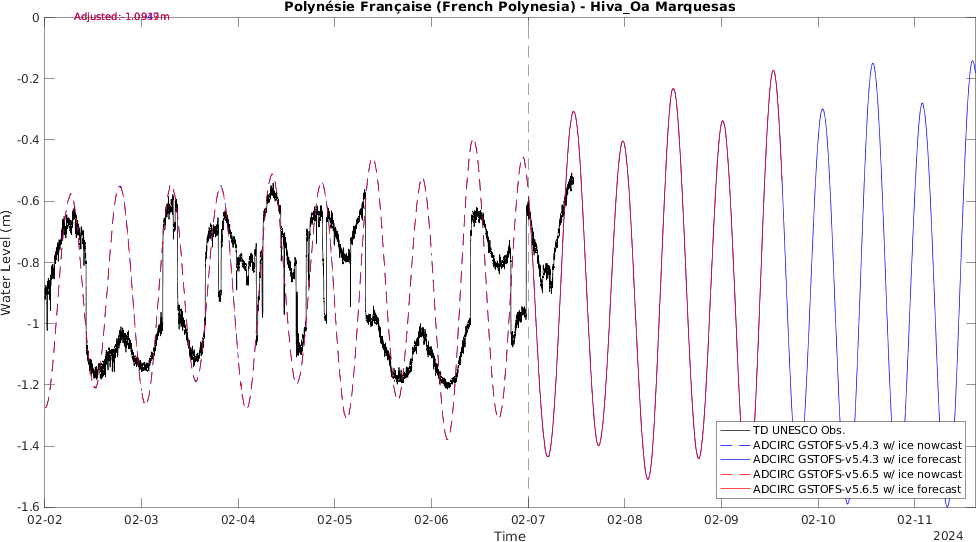 Polynésie Française (French Polynesia) - Hiva_Oa Marquesas
0
-0.2
-0.4
-0.6
-0.8
-1
-1.2
-1.4
-1.6
Water Level (m)
TD UNESCO Obs.
ADCIRC GSTOFS-v5.4.3 w/ ice nowcast
ADCIRC GSTOFS-v5.4.3 w/ ice forecast
ADCIRC GSTOFS-v5.6.5 w/ ice nowcast
ADCIRC GSTOFS-v5.6.5 w/ ice forecast
02-02 02-03 02-04 02-05 02-06 02-07 02-08 02-09 02-10 02-11
Time
2024